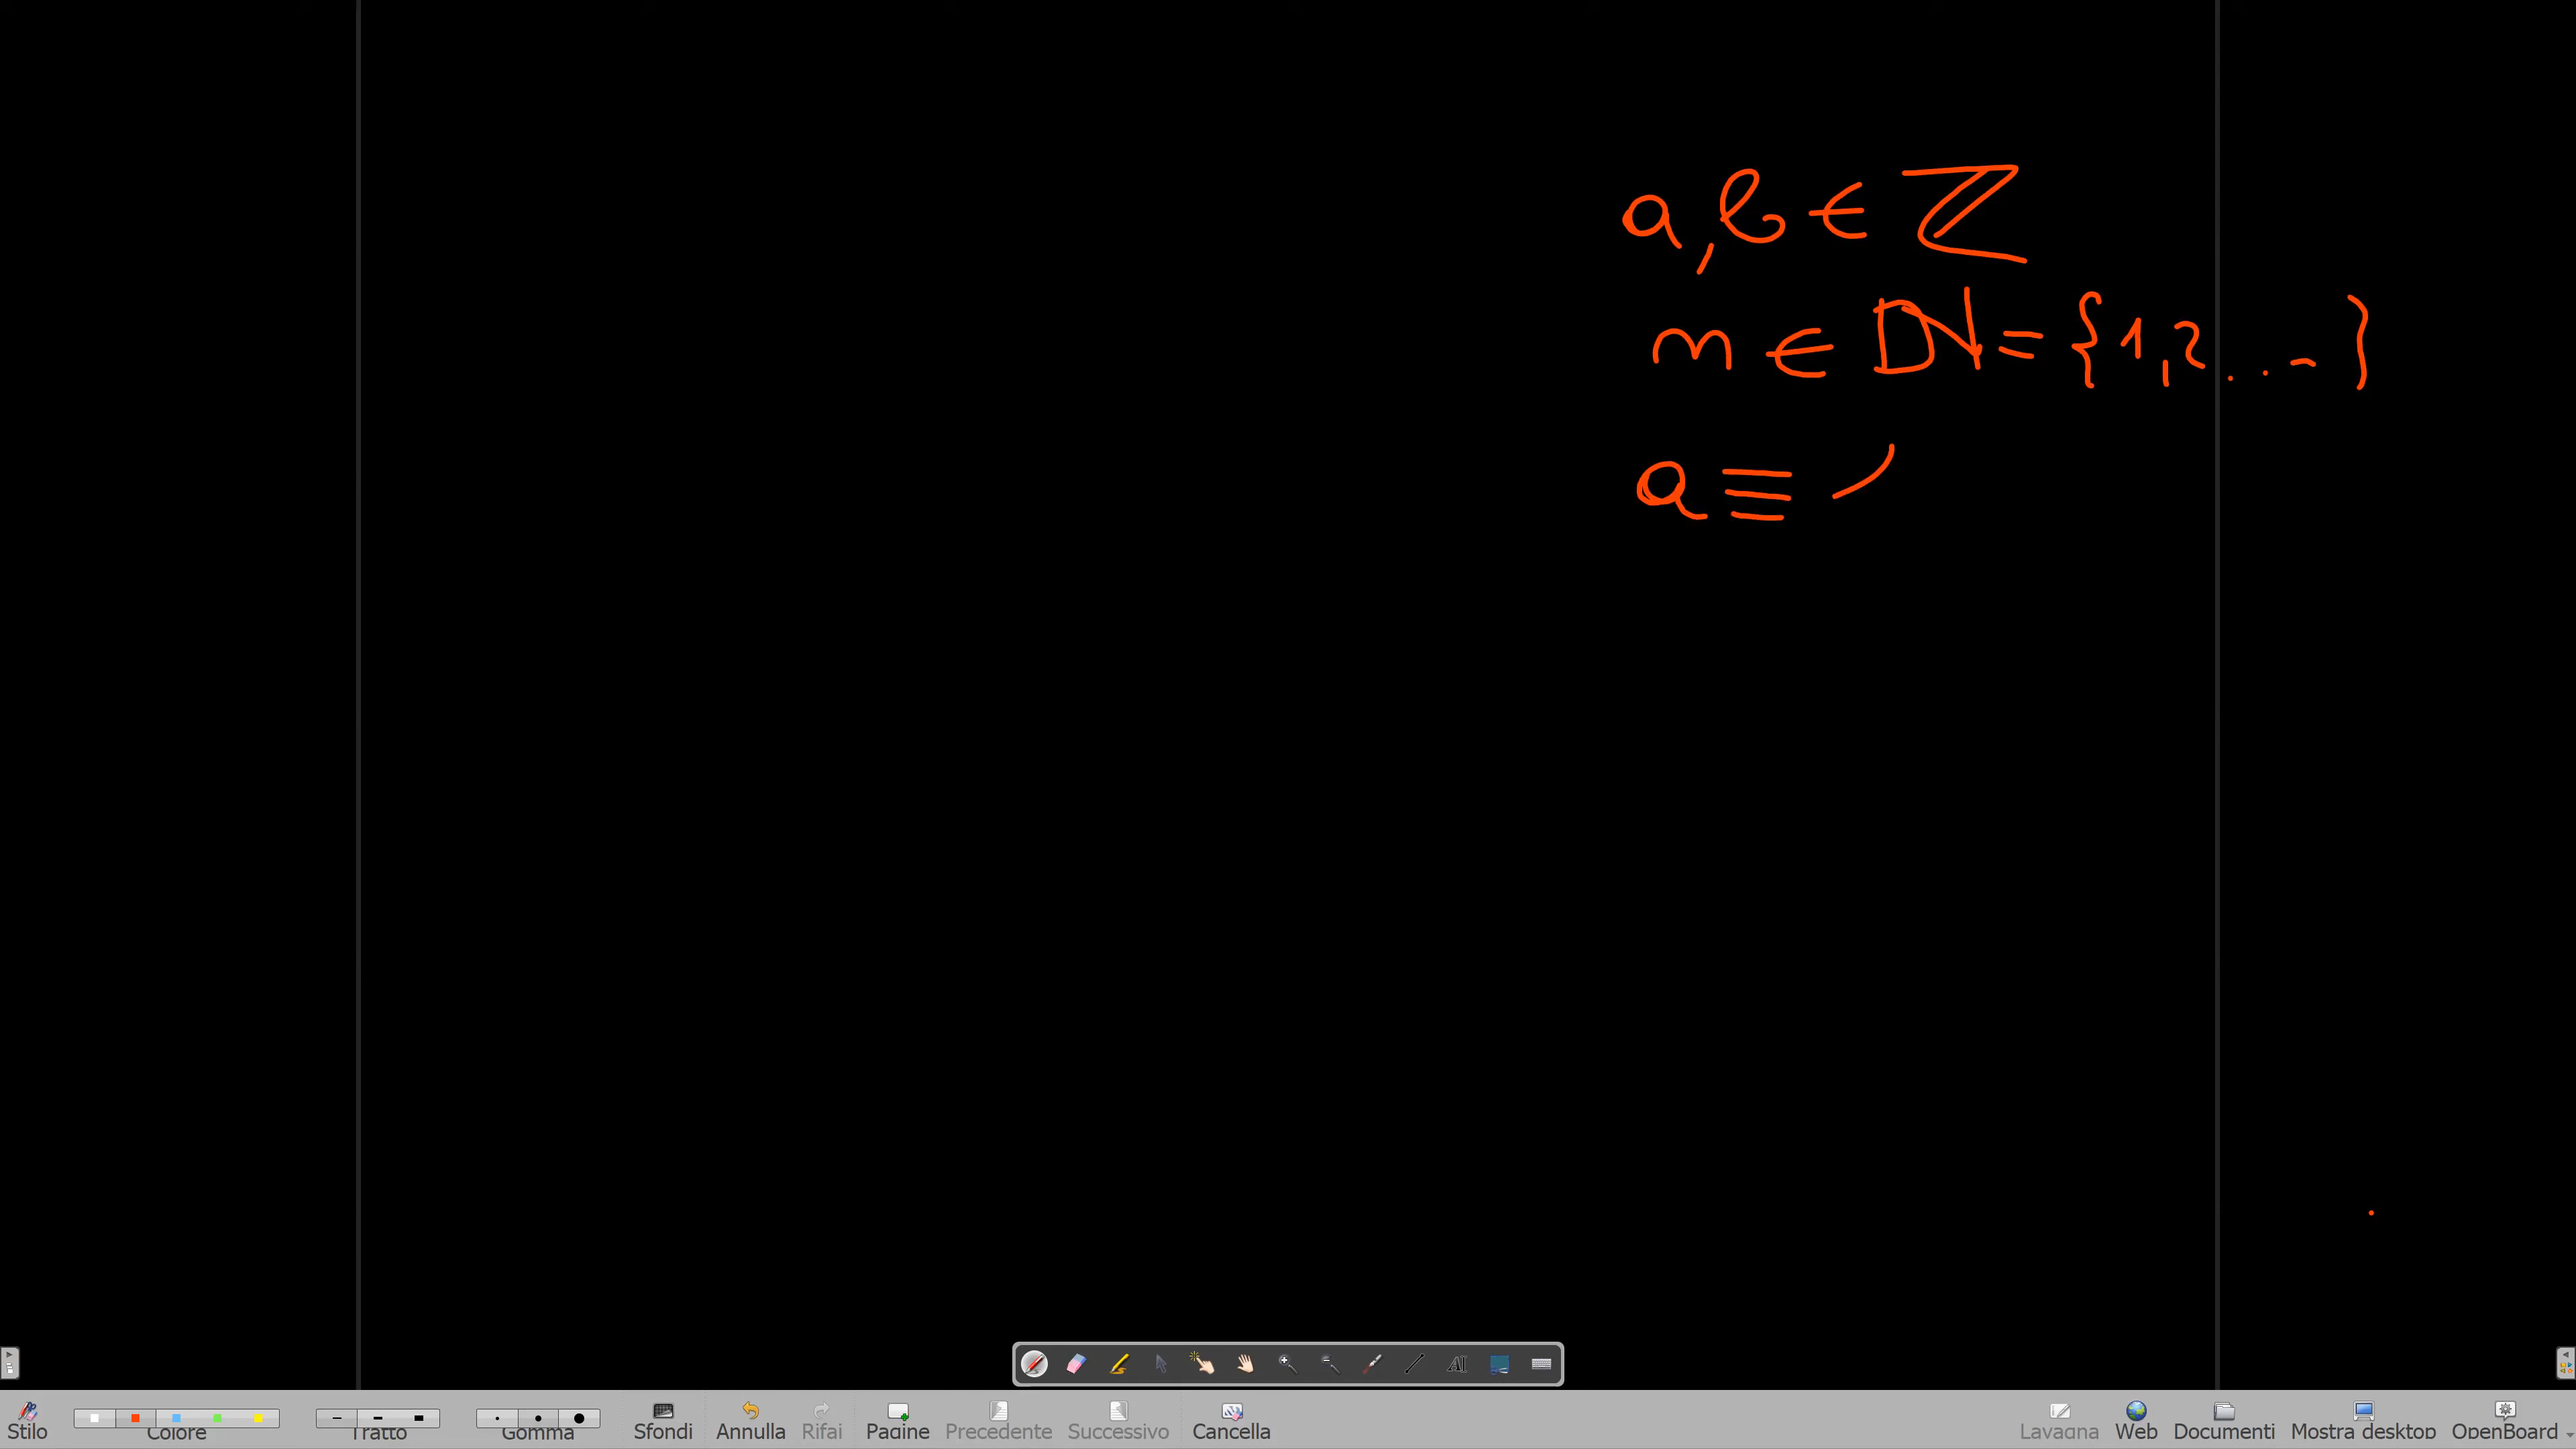 a, b ∈ ℤ
m ∈ ℕ = {1, 2 ...}
a ≡
Stilo
Colore
Tratto
Gomma
Sfondi
Annulla
Rifai
Pagine
Precedente
Successivo
Cancella
Lavagna
Web
Documenti
Mostra desktop
OpenBoard